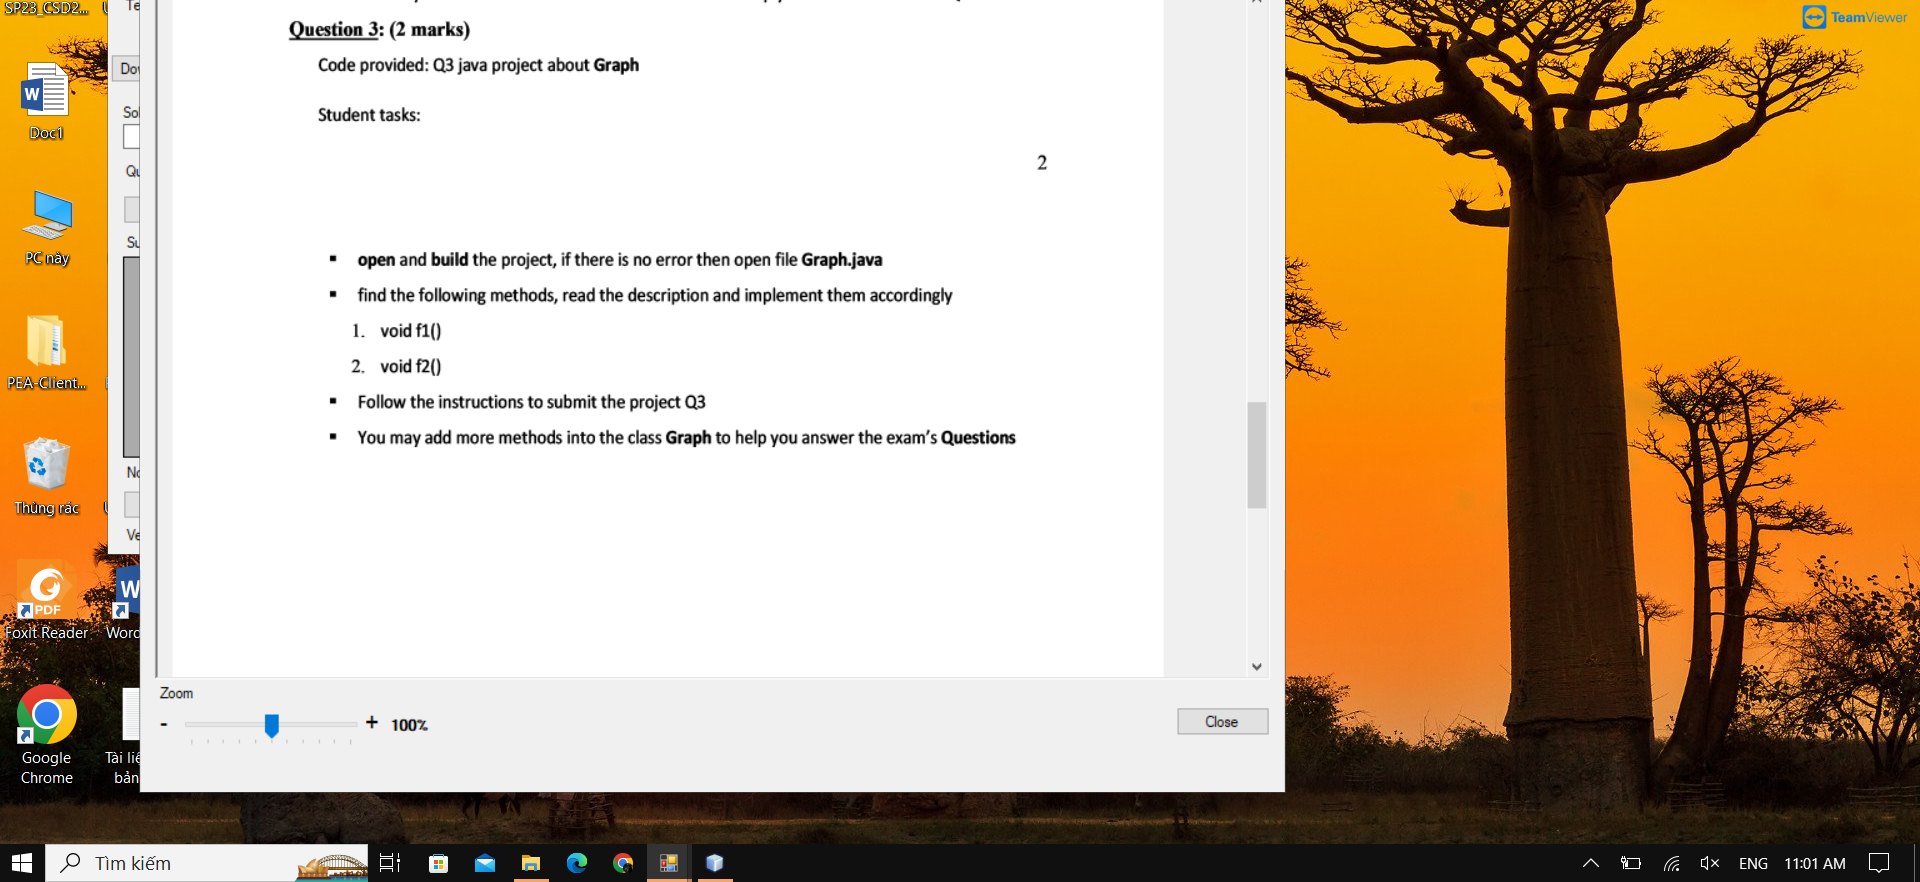 SP23_CSD2...
Te
TeamViewer
Question 3: (2 marks)
Dov
Code provided: Q3 java project about Graph
Sol
Student tasks:
Doc1
2
Qu
Su
PC này
▪ open and build the project, if there is no error then open file Graph.java
▪ find the following methods, read the description and implement them accordingly
1. void f1()
2. void f2()
PEA-Client...
▪ Follow the instructions to submit the project Q3
▪ You may add more methods into the class Graph to help you answer the exam's Questions
No
Thùng rác
Ve
PDF
Foxit Reader
Word
Zoom
- + 100%
Close
Google
Chrome
Tài liệ
bản
Tìm kiếm
ENG
11:01 AM